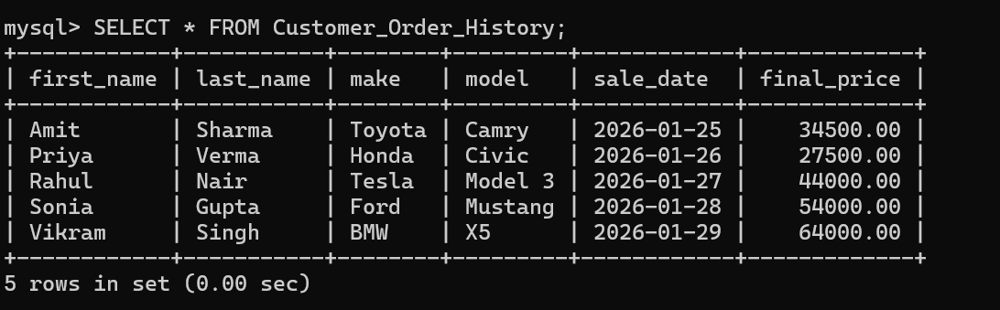 mysql> SELECT * FROM Customer_Order_History;
+------------+-----------+--------+---------+------------+-------------+
| first_name | last_name | make   | model   | sale_date  | final_price |
+------------+-----------+--------+---------+------------+-------------+
| Amit       | Sharma    | Toyota | Camry   | 2026-01-25 |    34500.00 |
| Priya      | Verma     | Honda  | Civic   | 2026-01-26 |    27500.00 |
| Rahul      | Nair      | Tesla  | Model 3 | 2026-01-27 |    44000.00 |
| Sonia      | Gupta     | Ford   | Mustang | 2026-01-28 |    54000.00 |
| Vikram     | Singh     | BMW    | X5      | 2026-01-29 |    64000.00 |
+------------+-----------+--------+---------+------------+-------------+
5 rows in set (0.00 sec)